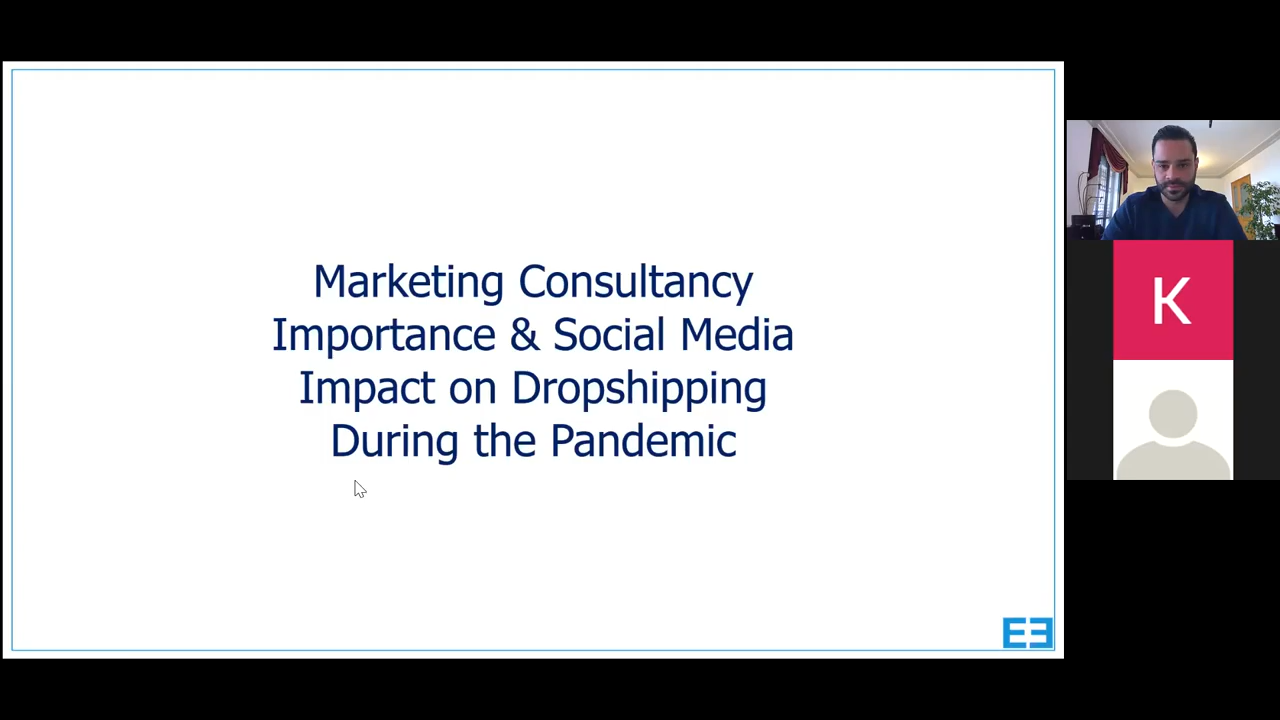 Marketing Consultancy
Importance & Social Media
Impact on Dropshipping
During the Pandemic
K